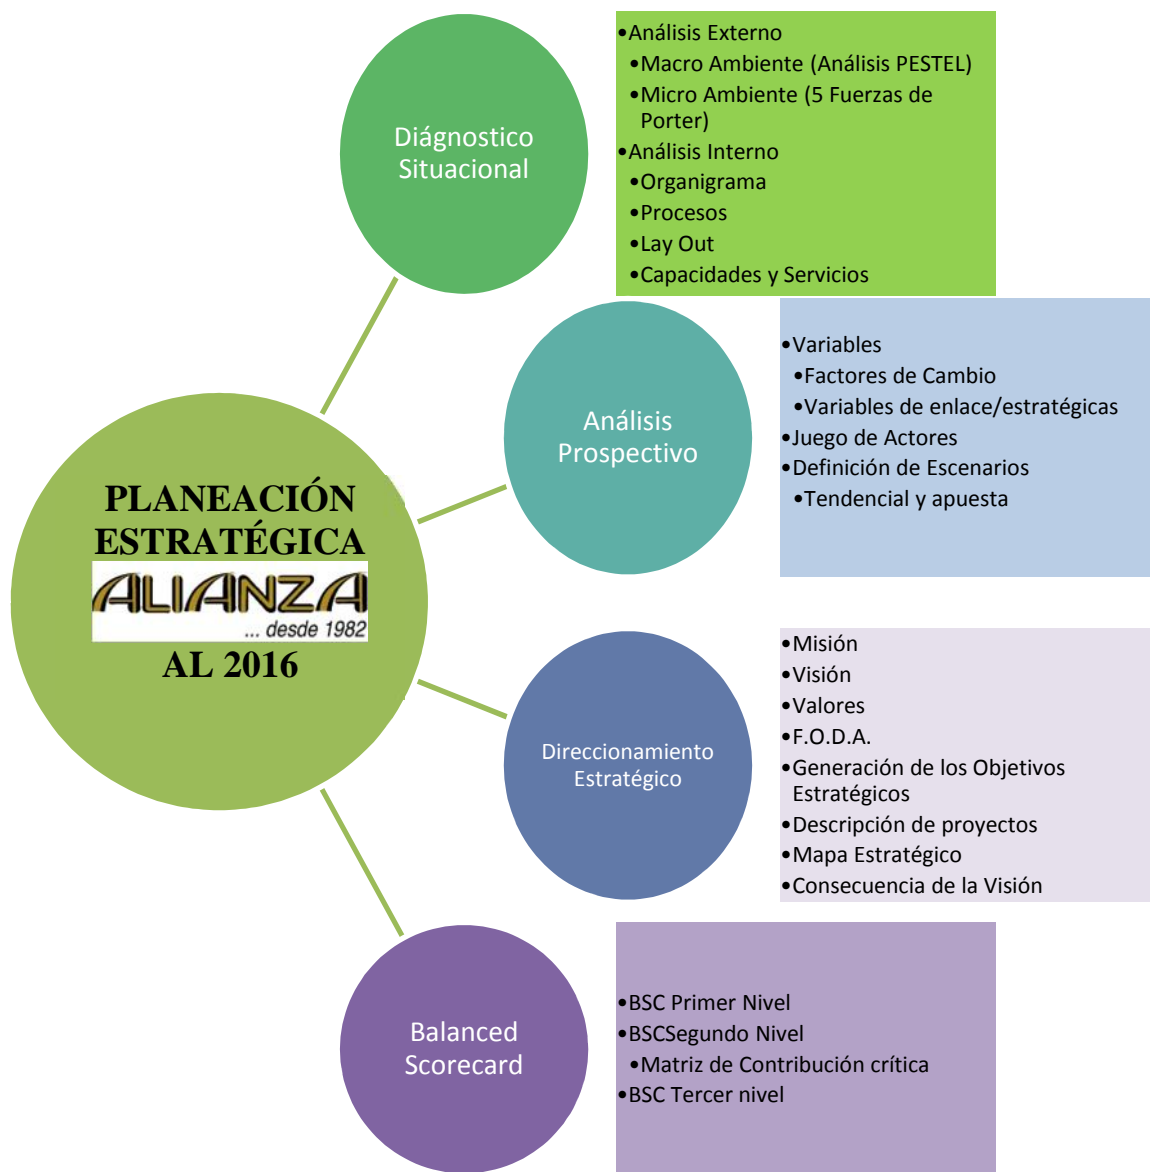 PLANEACIÓN
ESTRATÉGICA
ALIANZA
... desde 1982
AL 2016
Diágnostico
Situacional
•Análisis Externo
•Macro Ambiente (Análisis PESTEL)
•Micro Ambiente (5 Fuerzas de
Porter)
•Análisis Interno
•Organigrama
•Procesos
•Lay Out
•Capacidades y Servicios
Análisis
Prospectivo
•Variables
•Factores de Cambio
•Variables de enlace/estratégicas
•Juego de Actores
•Definición de Escenarios
•Tendencial y apuesta
Direccionamiento
Estratégico
•Misión
•Visión
•Valores
•F.O.D.A.
•Generación de los Objetivos
Estratégicos
•Descripción de proyectos
•Mapa Estratégico
•Consecuencia de la Visión
Balanced
Scorecard
•BSC Primer Nivel
•BSCSegundo Nivel
•Matriz de Contribución crítica
•BSC Tercer nivel